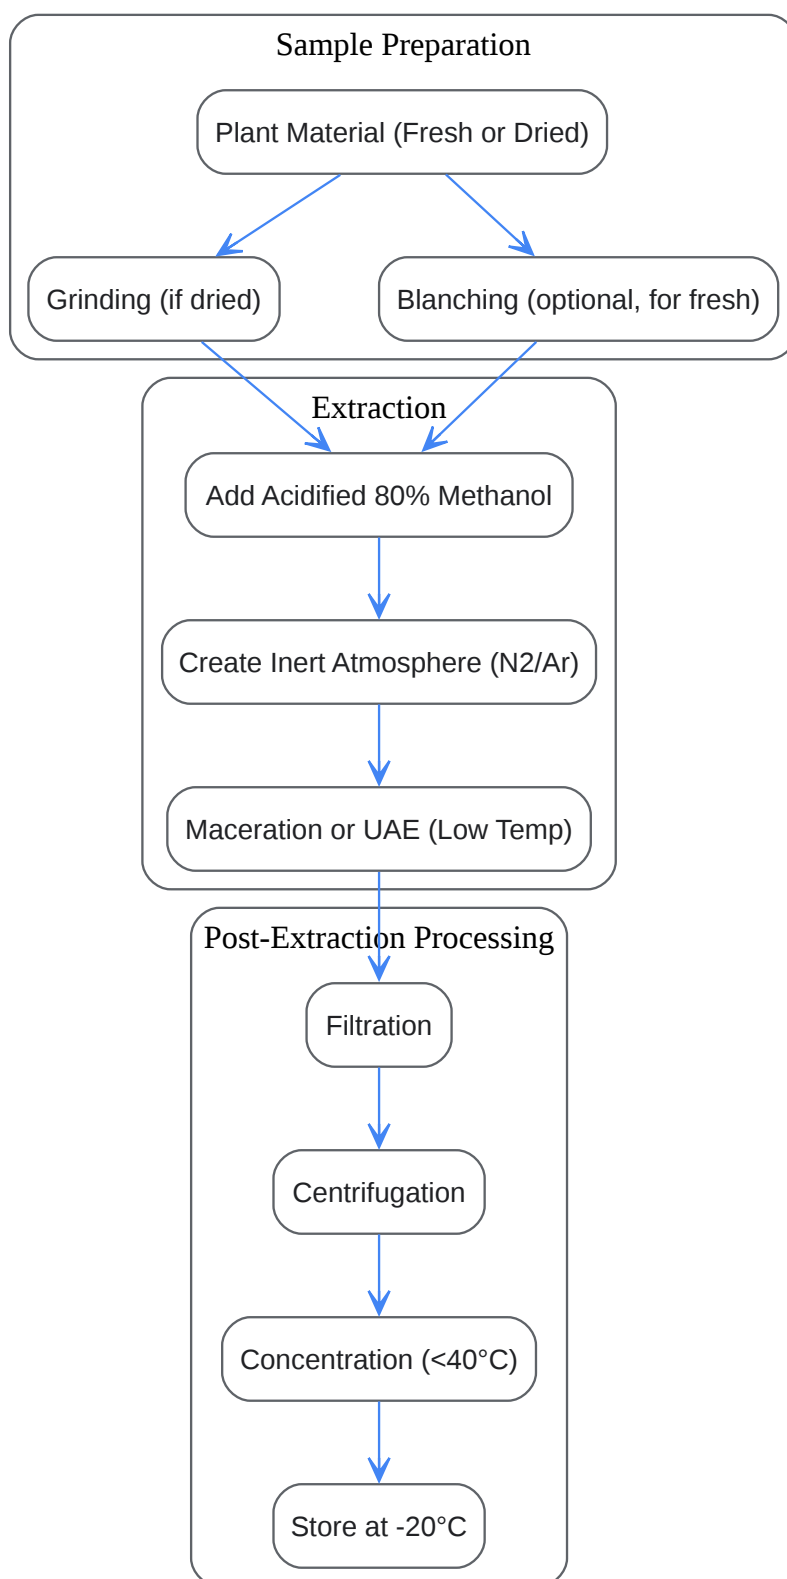 Sample Preparation
Plant Material (Fresh or Dried)
Grinding (if dried)
Blanching (optional, for fresh)
Extraction
Add Acidified 80% Methanol
Create Inert Atmosphere (N2/Ar)
Maceration or UAE (Low Temp)
Post-Extraction Processing
Filtration
Centrifugation
Concentration (<40°C)
Store at -20°C